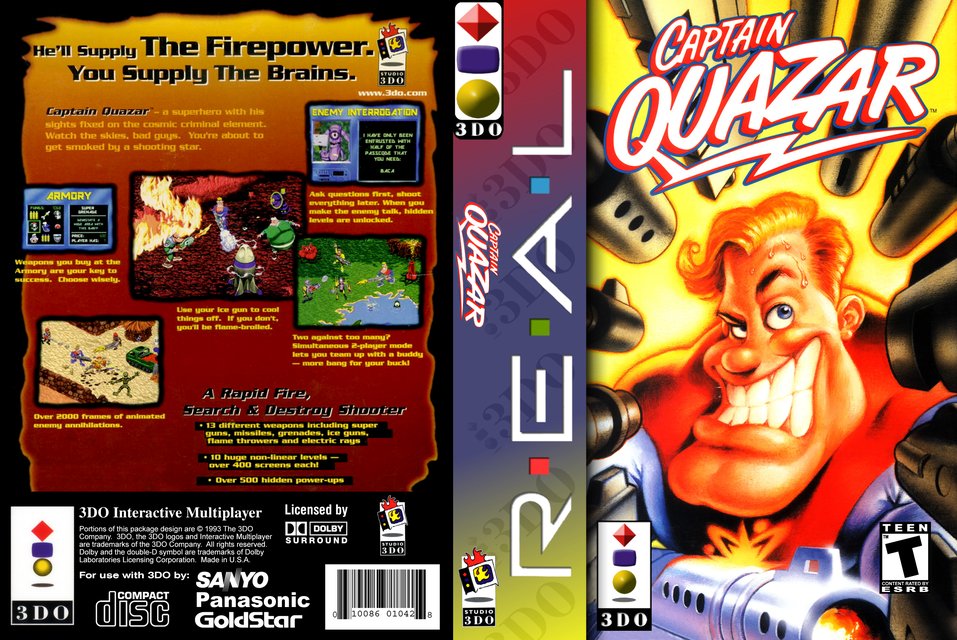 He'll Supply The Firepower.
You Supply The Brains.
STUDIO
3DO
www.3do.com
Captain Quazar™ – a superhero with his
sights fixed on the cosmic criminal element.
Watch the skies, bad guys. You're about to
get smoked by a shooting star.
ENEMY INTERROGATION
I HAVE ONLY BEEN
ENTRUSTED WITH
HALF OF THE
PASSCODE THAT
YOU NEED:
BACA
Ask questions first, shoot
everything later. When you
make the enemy talk, hidden
levels are unlocked.
ARMORY
SUPER
GRENADE
Weapons you buy at the
Armory are your key to
success. Choose wisely.
Use your ice gun to cool
things off. If you don't,
you'll be flame-broiled.
Two against too many?
Simultaneous 2-player mode
lets you team up with a buddy
— more bang for your buck!
Over 2000 frames of animated
enemy annihilations.
A Rapid Fire,
Search & Destroy Shooter
• 13 different weapons including super
guns, missiles, grenades, ice guns,
flame throwers and electric rays
• 10 huge non-linear levels —
over 400 screens each!
• Over 500 hidden power-ups
3DO
3DO Interactive Multiplayer
Portions of this package design are © 1993 The 3DO
Company. 3DO, the 3DO logos and Interactive Multiplayer
are trademarks of the 3DO Company. All rights reserved.
Dolby and the double-D symbol are trademarks of Dolby
Laboratories Licensing Corporation. Made in U.S.A.
For use with 3DO by:
COMPACT
disc
SANYO
Panasonic
GoldStar
Licensed by
DOLBY
SURROUND
STUDIO
3DO
0 10086 01042 8
3DO
CAPTAIN
QUAZAR
R·E·A·L
STUDIO
3DO
CAPTAIN
QUAZAR™
3DO
TEEN
T
™
CONTENT RATED BY
ESRB